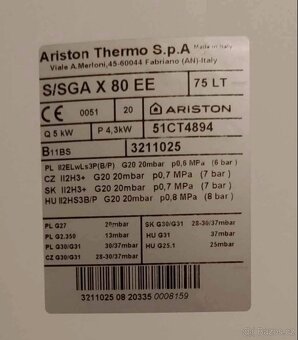 Ariston Thermo S.p.A Made in Italy
Viale A.Merloni,45-60044 Fabriano (AN)-Italy
S/SGA X 80 EE 75 LT
CE 0051 20 ARISTON
Q 5 kW P 4,3kW 51CT4894
B11BS 3211025
PL II2ELwLs3P(B/P) G20 20mbar p0,6 MPa (6 bar)
CZ II2H3+ G20 20mbar p0,7 MPa (7 bar)
SK II2H3+ G20 20mbar p0,7 MPa (7 bar)
HU II2HS3B/P G20 20mbar p0,8 MPa (8 bar)
PL G27 20mbar SK G30/G31 28-30/37mbar
PL G2.350 13mbar HU G31 37mbar
PL G30/G31 30/37mbar HU G25.1 25mbar
CZ G30/G31 28-30/37mbar
3211025 08 20335 0008159